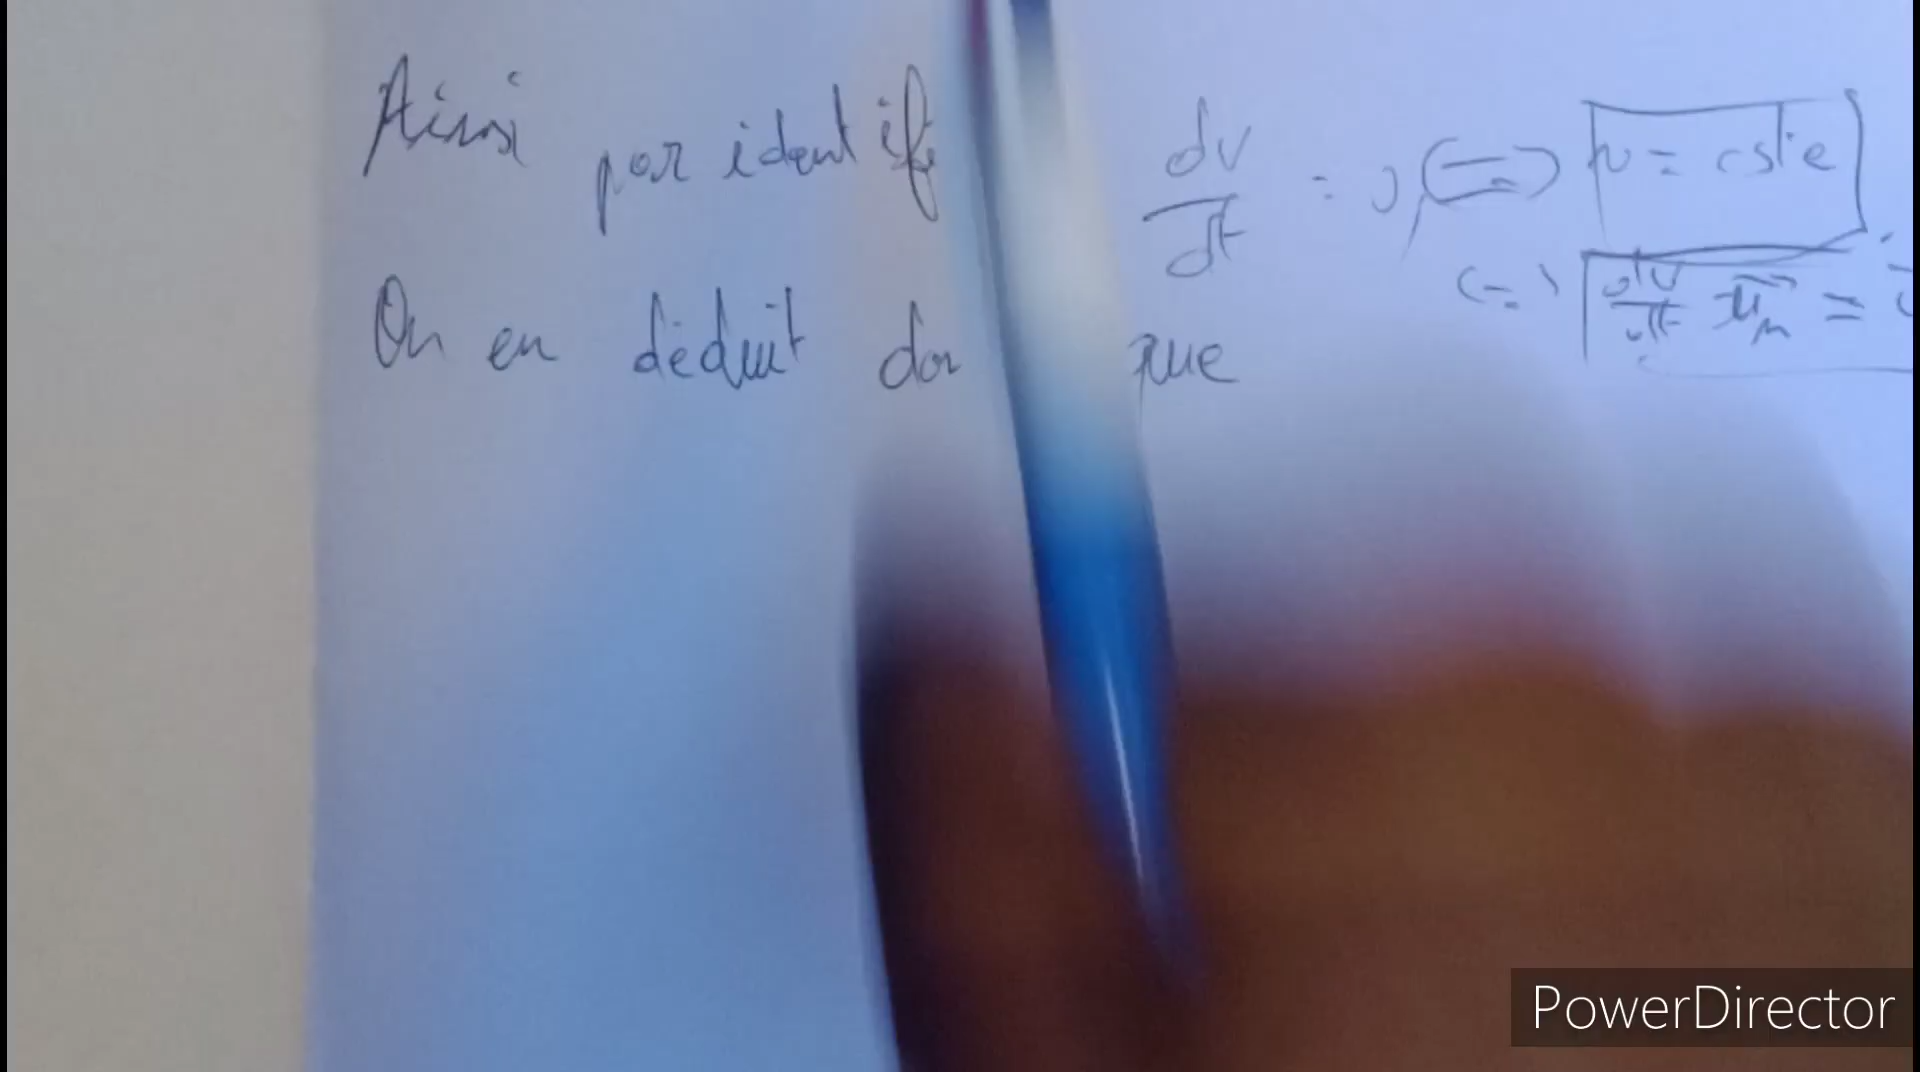 Ainsi par identif dv/dt = 0, (=) v = cste
(=) dv/dt u =
On en déduit don que
PowerDirector